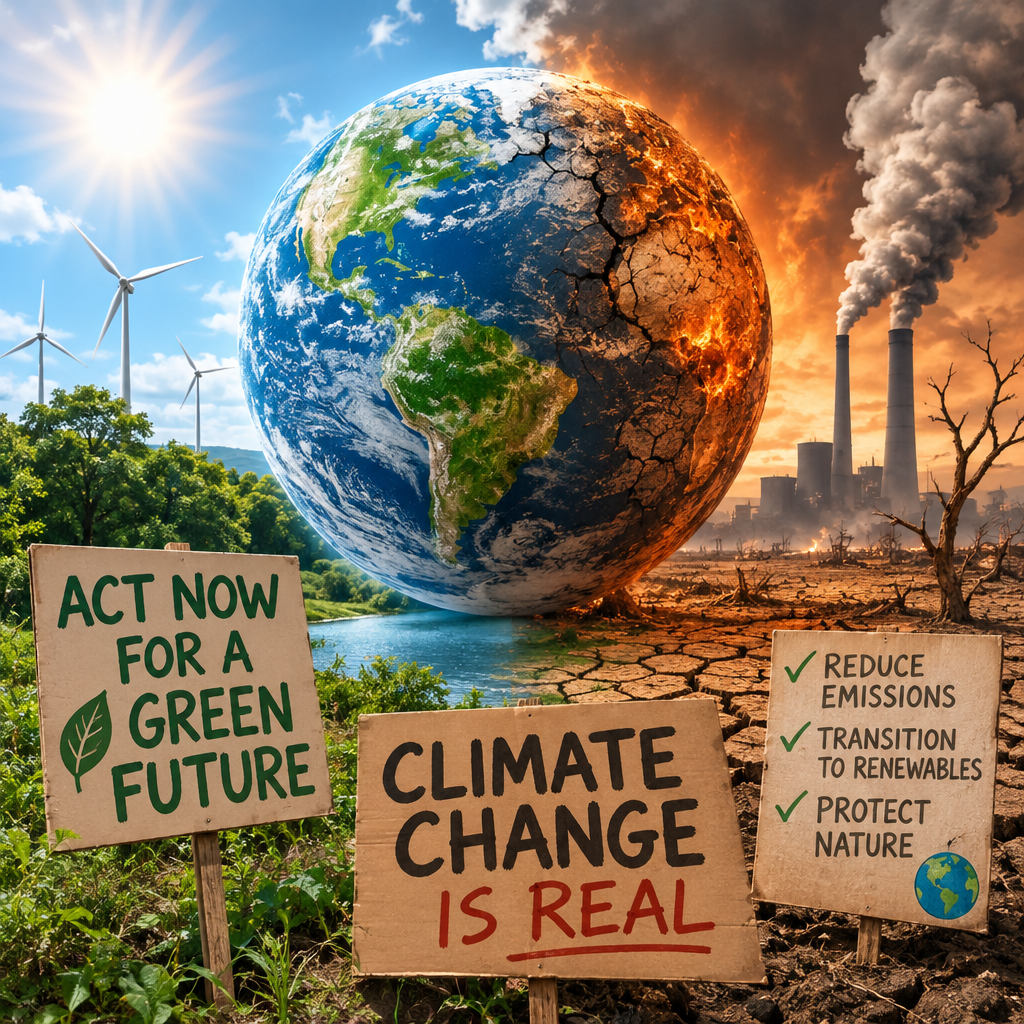 ACT NOW
FOR A
GREEN
FUTURE
CLIMATE
CHANGE
IS REAL
REDUCE
EMISSIONS
TRANSITION
TO RENEWABLES
PROTECT
NATURE